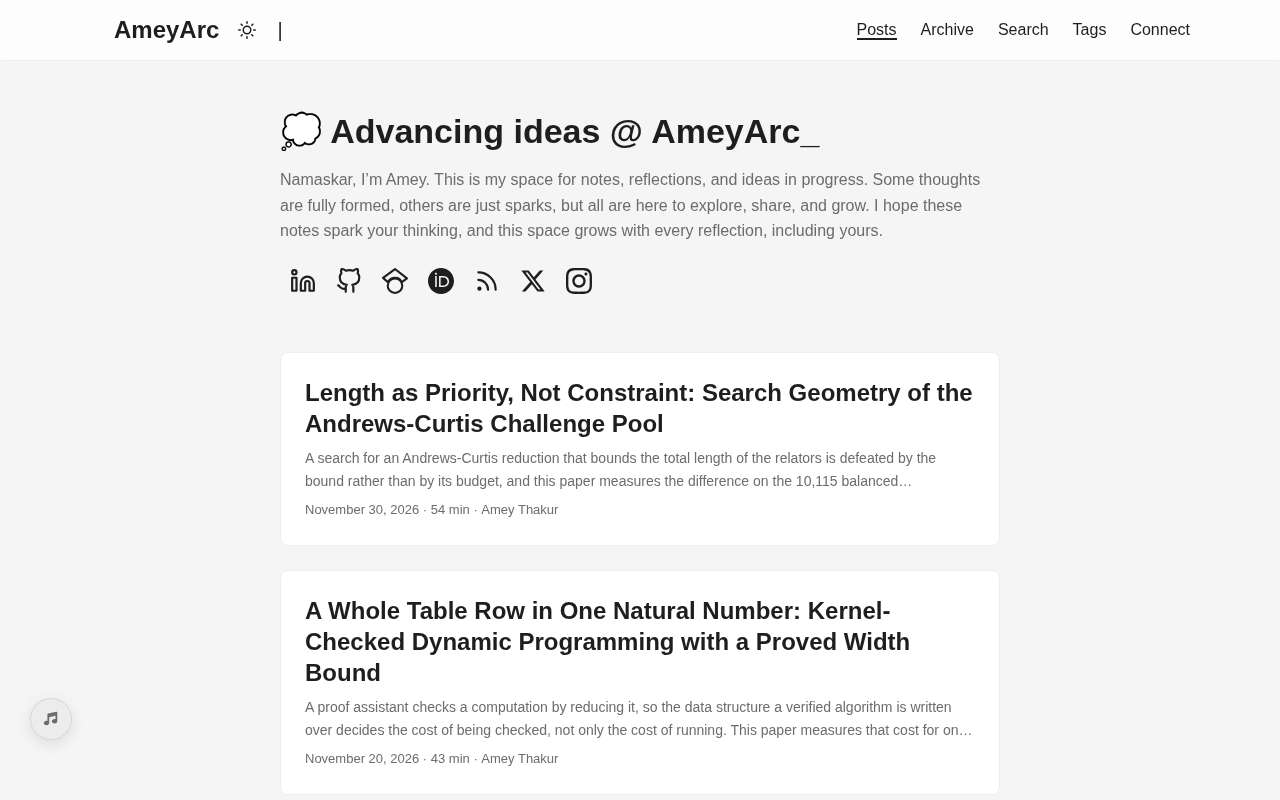 AmeyArc |
Posts Archive Search Tags Connect
💭 Advancing ideas @ AmeyArc_
Namaskar, I’m Amey. This is my space for notes, reflections, and ideas in progress. Some thoughts
are fully formed, others are just sparks, but all are here to explore, share, and grow. I hope these
notes spark your thinking, and this space grows with every reflection, including yours.
Length as Priority, Not Constraint: Search Geometry of the
Andrews-Curtis Challenge Pool
A search for an Andrews-Curtis reduction that bounds the total length of the relators is defeated by the
bound rather than by its budget, and this paper measures the difference on the 10,115 balanced…
November 30, 2026 · 54 min · Amey Thakur
A Whole Table Row in One Natural Number: Kernel-
Checked Dynamic Programming with a Proved Width
Bound
A proof assistant checks a computation by reducing it, so the data structure a verified algorithm is written
over decides the cost of being checked, not only the cost of running. This paper measures that cost for on…
November 20, 2026 · 43 min · Amey Thakur